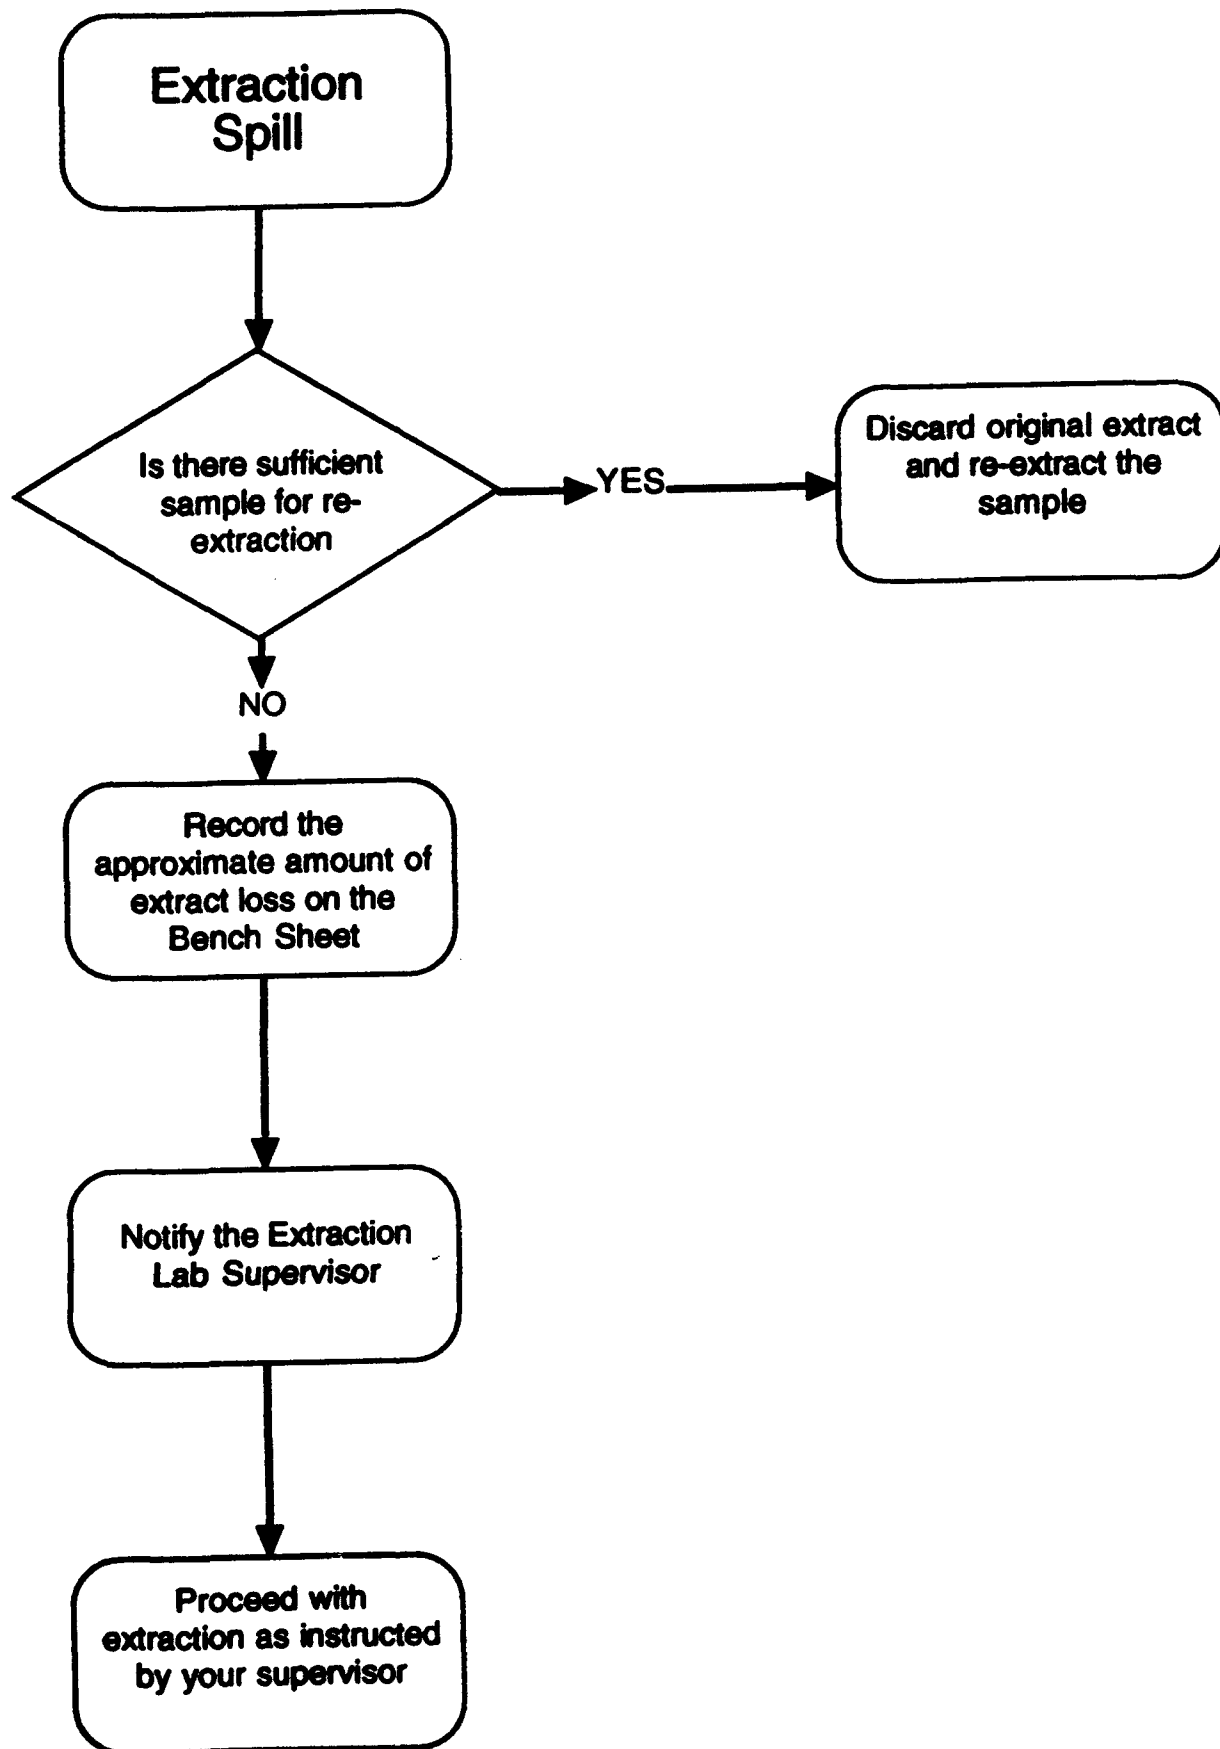 Extraction
Spill
Is there sufficient
sample for re-
extraction
YES
Discard original extract
and re-extract the
sample
NO
Record the
approximate amount of
extract loss on the
Bench Sheet
Notify the Extraction
Lab Supervisor
Proceed with
extraction as instructed
by your supervisor